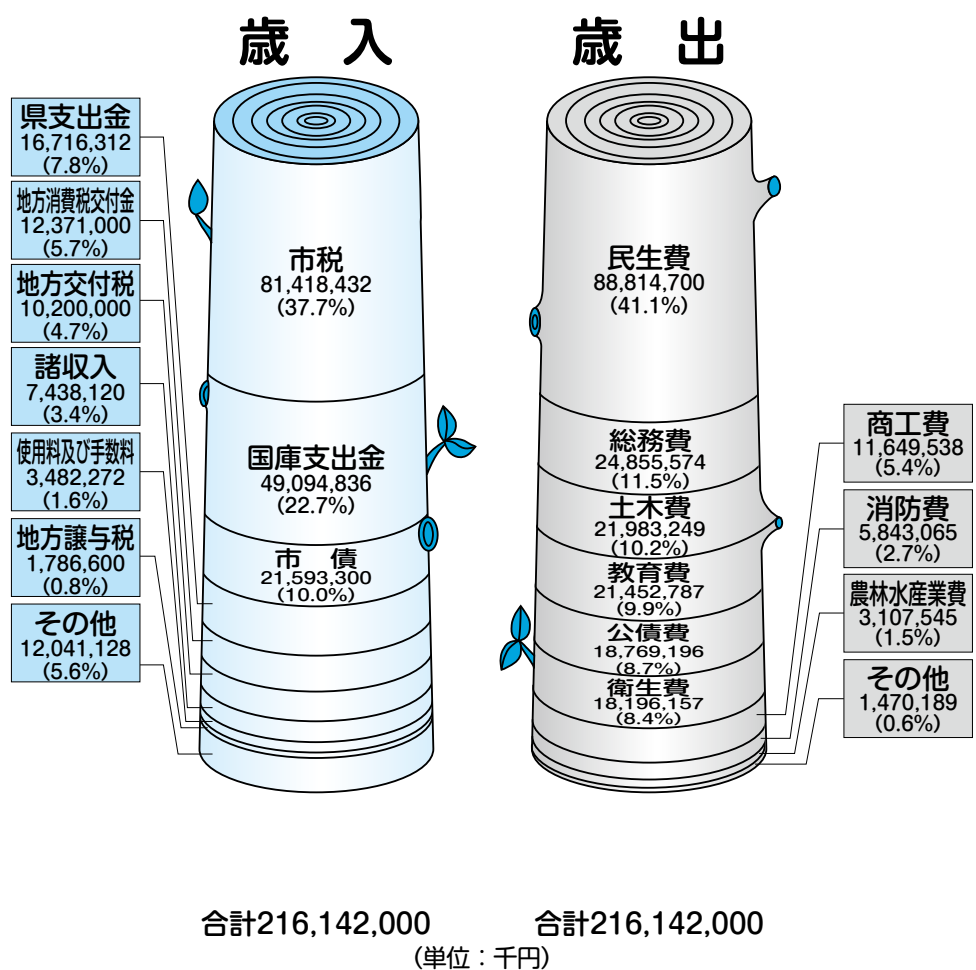 歳 入
県支出金
16,716,312
(7.8%)
地方消費税交付金
12,371,000
(5.7%)
地方交付税
10,200,000
(4.7%)
諸収入
7,438,120
(3.4%)
使用料及び手数料
3,482,272
(1.6%)
地方譲与税
1,786,600
(0.8%)
その他
12,041,128
(5.6%)
市税
81,418,432
(37.7%)
国庫支出金
49,094,836
(22.7%)
市 債
21,593,300
(10.0%)
合計216,142,000
歳 出
民生費
88,814,700
(41.1%)
総務費
24,855,574
(11.5%)
土木費
21,983,249
(10.2%)
教育費
21,452,787
(9.9%)
公債費
18,769,196
(8.7%)
衛生費
18,196,157
(8.4%)
商工費
11,649,538
(5.4%)
消防費
5,843,065
(2.7%)
農林水産業費
3,107,545
(1.5%)
その他
1,470,189
(0.6%)
合計216,142,000
(単位：千円)